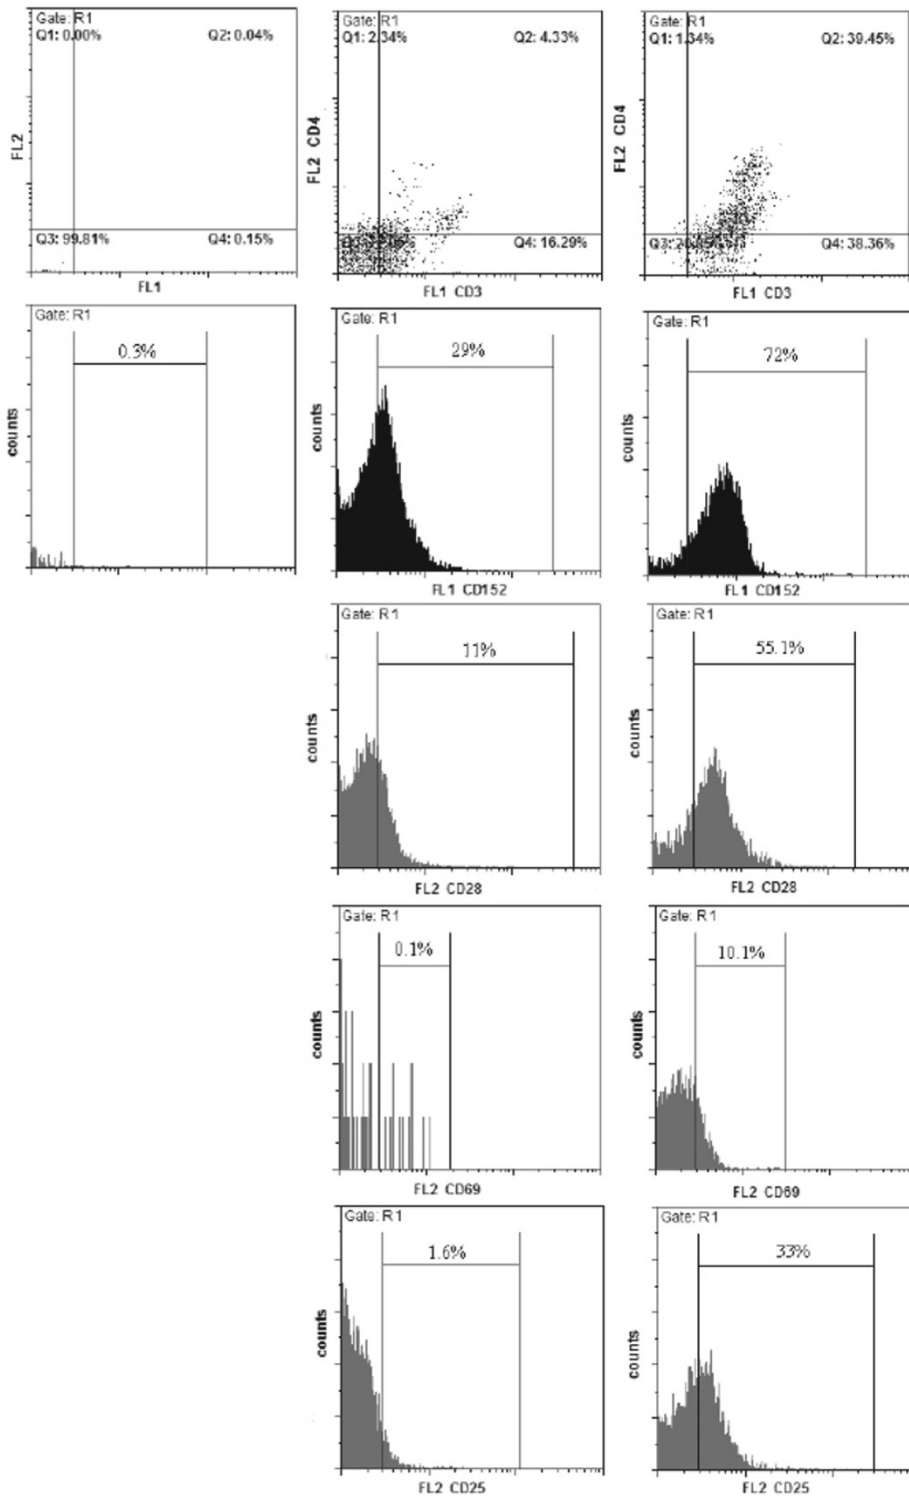 Gate: R1
Q1: 0.00% Q2: 0.04%
FL2
Q3: 99.81% Q4: 0.15%
FL1
Gate: R1
Q1: 2.34% Q2: 4.33%
FL2 CD4
Q4: 16.29%
FL1 CD3
Gate: R1
Q1: 1.34% Q2: 39.45%
FL2 CD4
Q4: 38.36%
FL1 CD3
Gate: R1
0.3%
counts
Gate: R1
29%
counts
FL1 CD152
Gate: R1
72%
counts
FL1 CD152
Gate: R1
11%
counts
FL2 CD28
Gate: R1
55.1%
counts
FL2 CD28
Gate: R1
0.1%
counts
FL2 CD69
Gate: R1
10.1%
counts
FL2 CD69
Gate: R1
1.6%
counts
FL2 CD25
Gate: R1
33%
counts
FL2 CD25